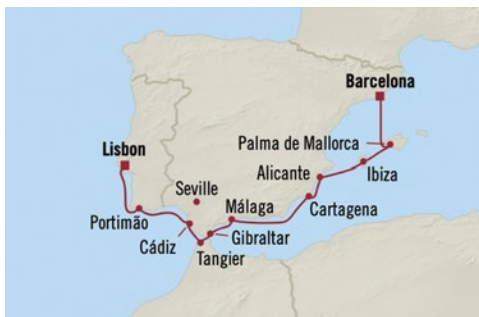 Barcelona
Palma de Mallorca
Lisbon
Alicante
Ibiza
Seville
Málaga
Cartagena
Portimão
Gibraltar
Cádiz
Tangier